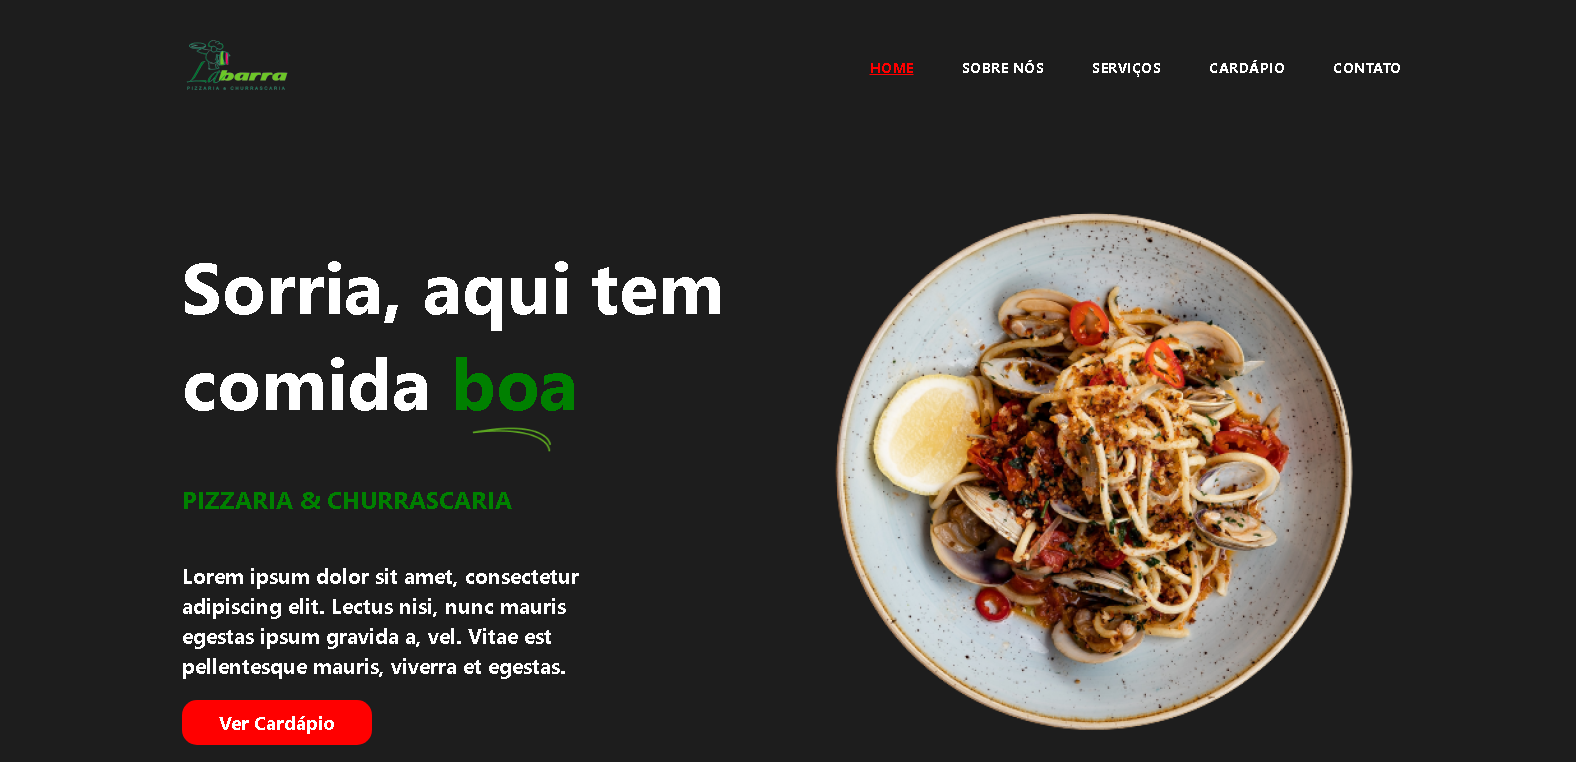 La barra
PIZZARIA & CHURRASCARIA
HOME
SOBRE NÓS
SERVIÇOS
CARDÁPIO
CONTATO
Sorria, aqui tem
comida boa
PIZZARIA & CHURRASCARIA
Lorem ipsum dolor sit amet, consectetur
adipiscing elit. Lectus nisi, nunc mauris
egestas ipsum gravida a, vel. Vitae est
pellentesque mauris, viverra et egestas.
Ver Cardápio